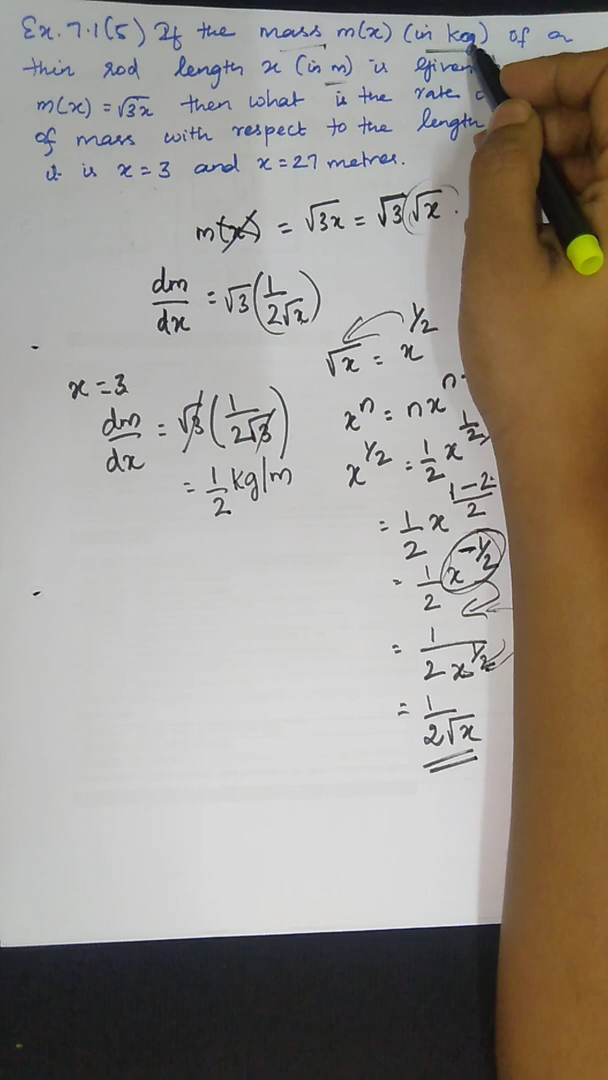 Ex. 7.1(5) If the mass m(x) (in kg) of a
thin rod length x (in m) is given
m(x) = √3x then what is the rate
of mass with respect to the length
it is x = 3 and x = 27 metres.
m(x) = √3x = √3(√x
dm/dx = √3(1/2√x)
√x = x^1/2
x = 3
dm/dx = √3(1/2√3)
= 1/2 kg/m
x^n = nx^n-
x^1/2 = 1/2 x^1/2
= 1/2 x^1-2/2
= 1/2 x^-1/2
= 1/2x^1/2
= 1/2√x